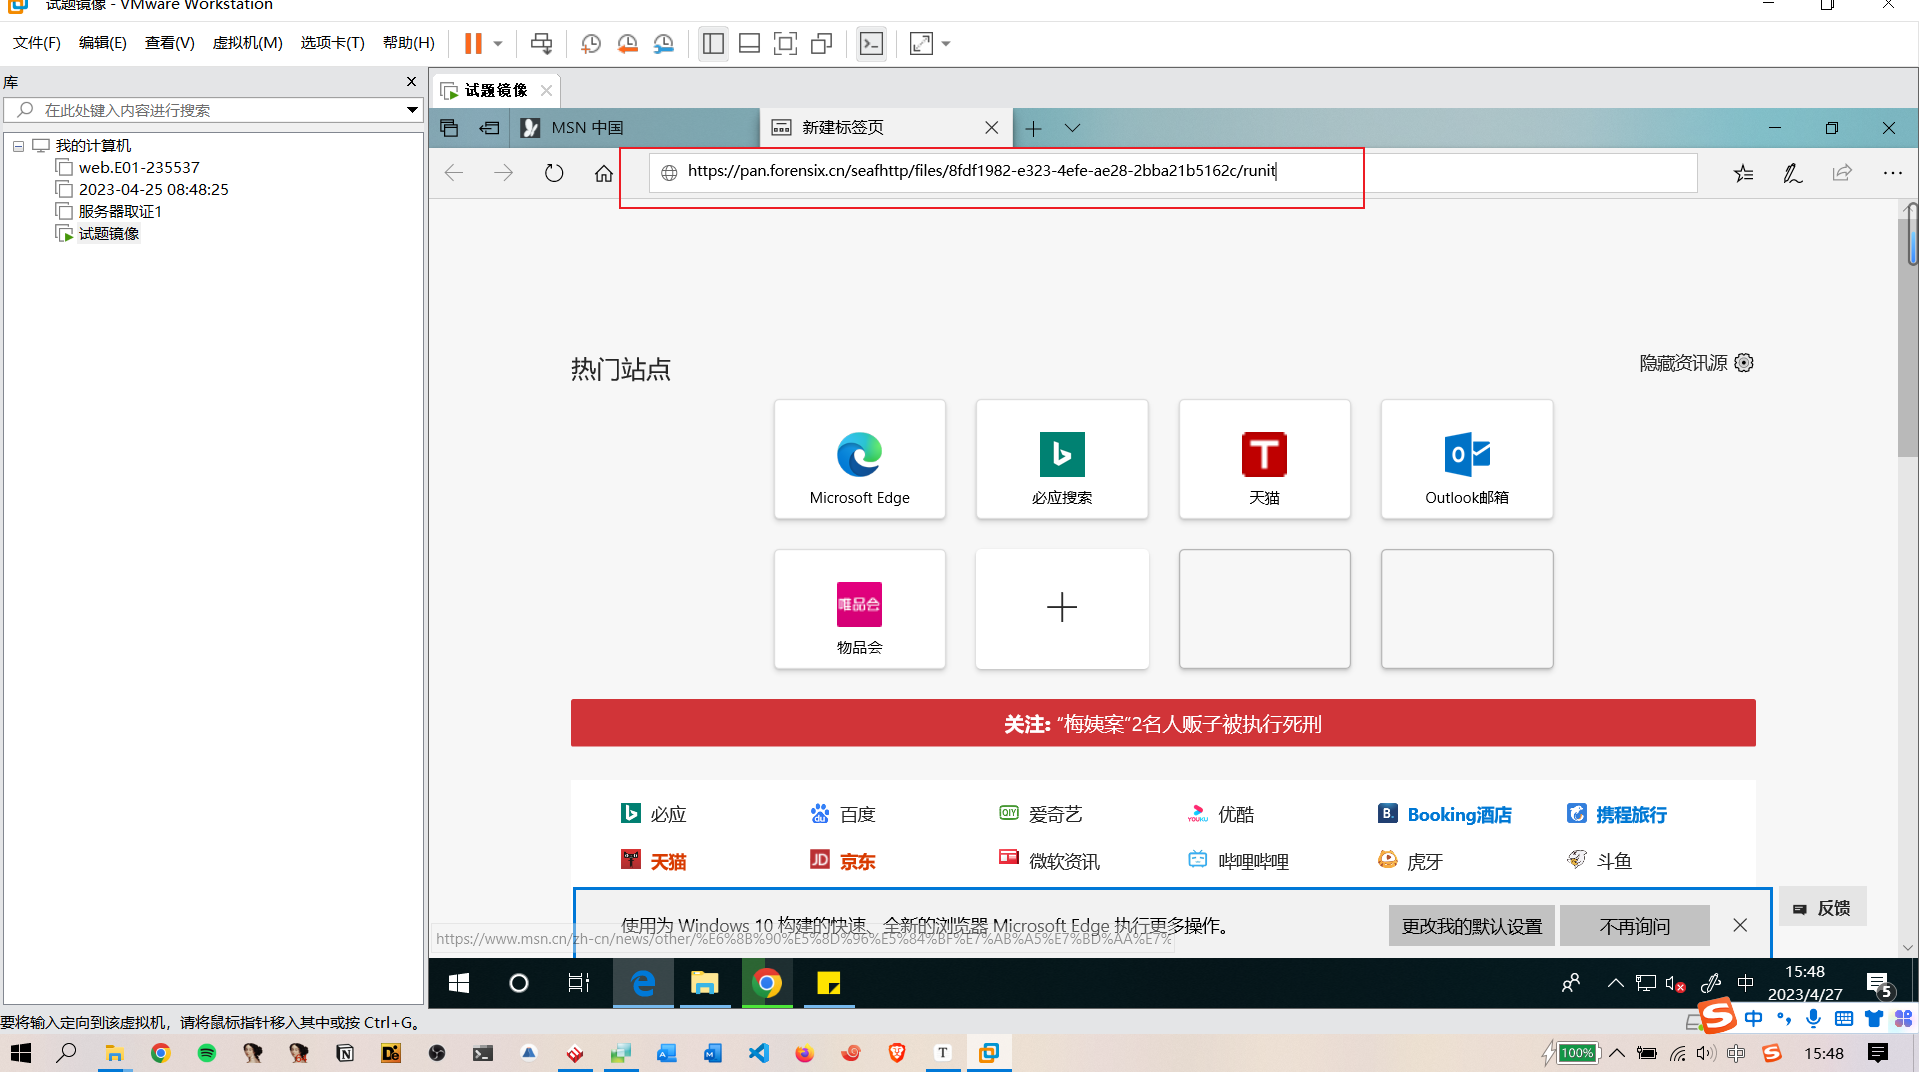 试题镜像 - VMware Workstation
文件(F) 编辑(E) 查看(V) 虚拟机(M) 选项卡(T) 帮助(H)
库
在此处键入内容进行搜索
我的计算机
web.E01-235537
2023-04-25 08:48:25
服务器取证1
试题镜像
试题镜像
MSN 中国
新建标签页
https://pan.forensix.cn/seafhttp/files/8fdf1982-e323-4efe-ae28-2bba21b5162c/runit
热门站点
隐藏资讯源
Microsoft Edge
必应搜索
T
天猫
Outlook邮箱
唯品会
物品会
关注: “梅姨案”2名人贩子被执行死刑
必应 百度 爱奇艺 优酷 Booking酒店 携程旅行
天猫 京东 微软资讯 哔哩哔哩 虎牙 斗鱼
使用为 Windows 10 构建的快速、全新的浏览器 Microsoft Edge 执行更多操作。
更改我的默认设置
不再询问
反馈
https://www.msn.cn/zh-cn/news/other/%E6%8B%90%E5%8D%96%E5%84%BF%E7%AB%A5%E7%BD%AA%E7%
中
15:48
2023/4/27
5
要将输入定向到该虚拟机，请将鼠标指针移入其中或按 Ctrl+G。
中
100%
中
15:48